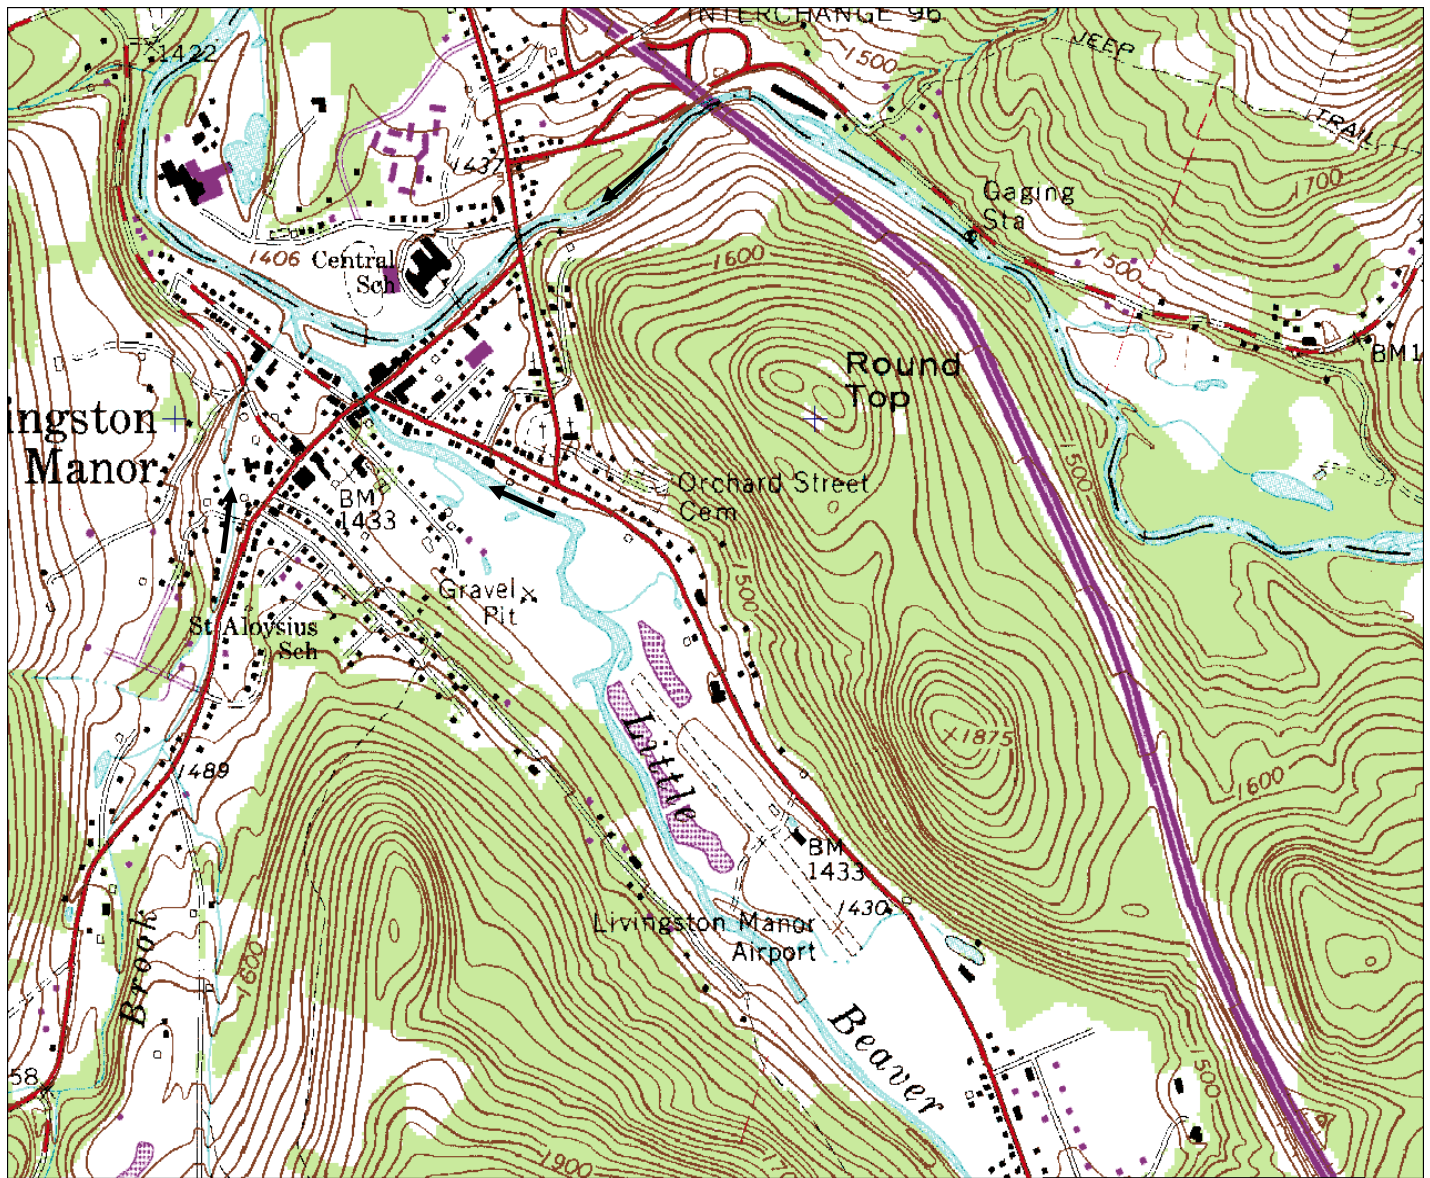 INTERCHANGE 96
1422
1500
JEEP
TRAIL
1437
1700
Gaging
Sta
1406
Central
Sch
1600
1500
Round
Top
BM1
ingston
Manor
1500
Orchard Street
Cem
BM
1433
1500
Gravel
Pit
St Aloysius
Sch
Little
1875
1489
1600
BM
1433
1430
Livingston Manor
Airport
Brook
1600
Beaver
58
1500
1900